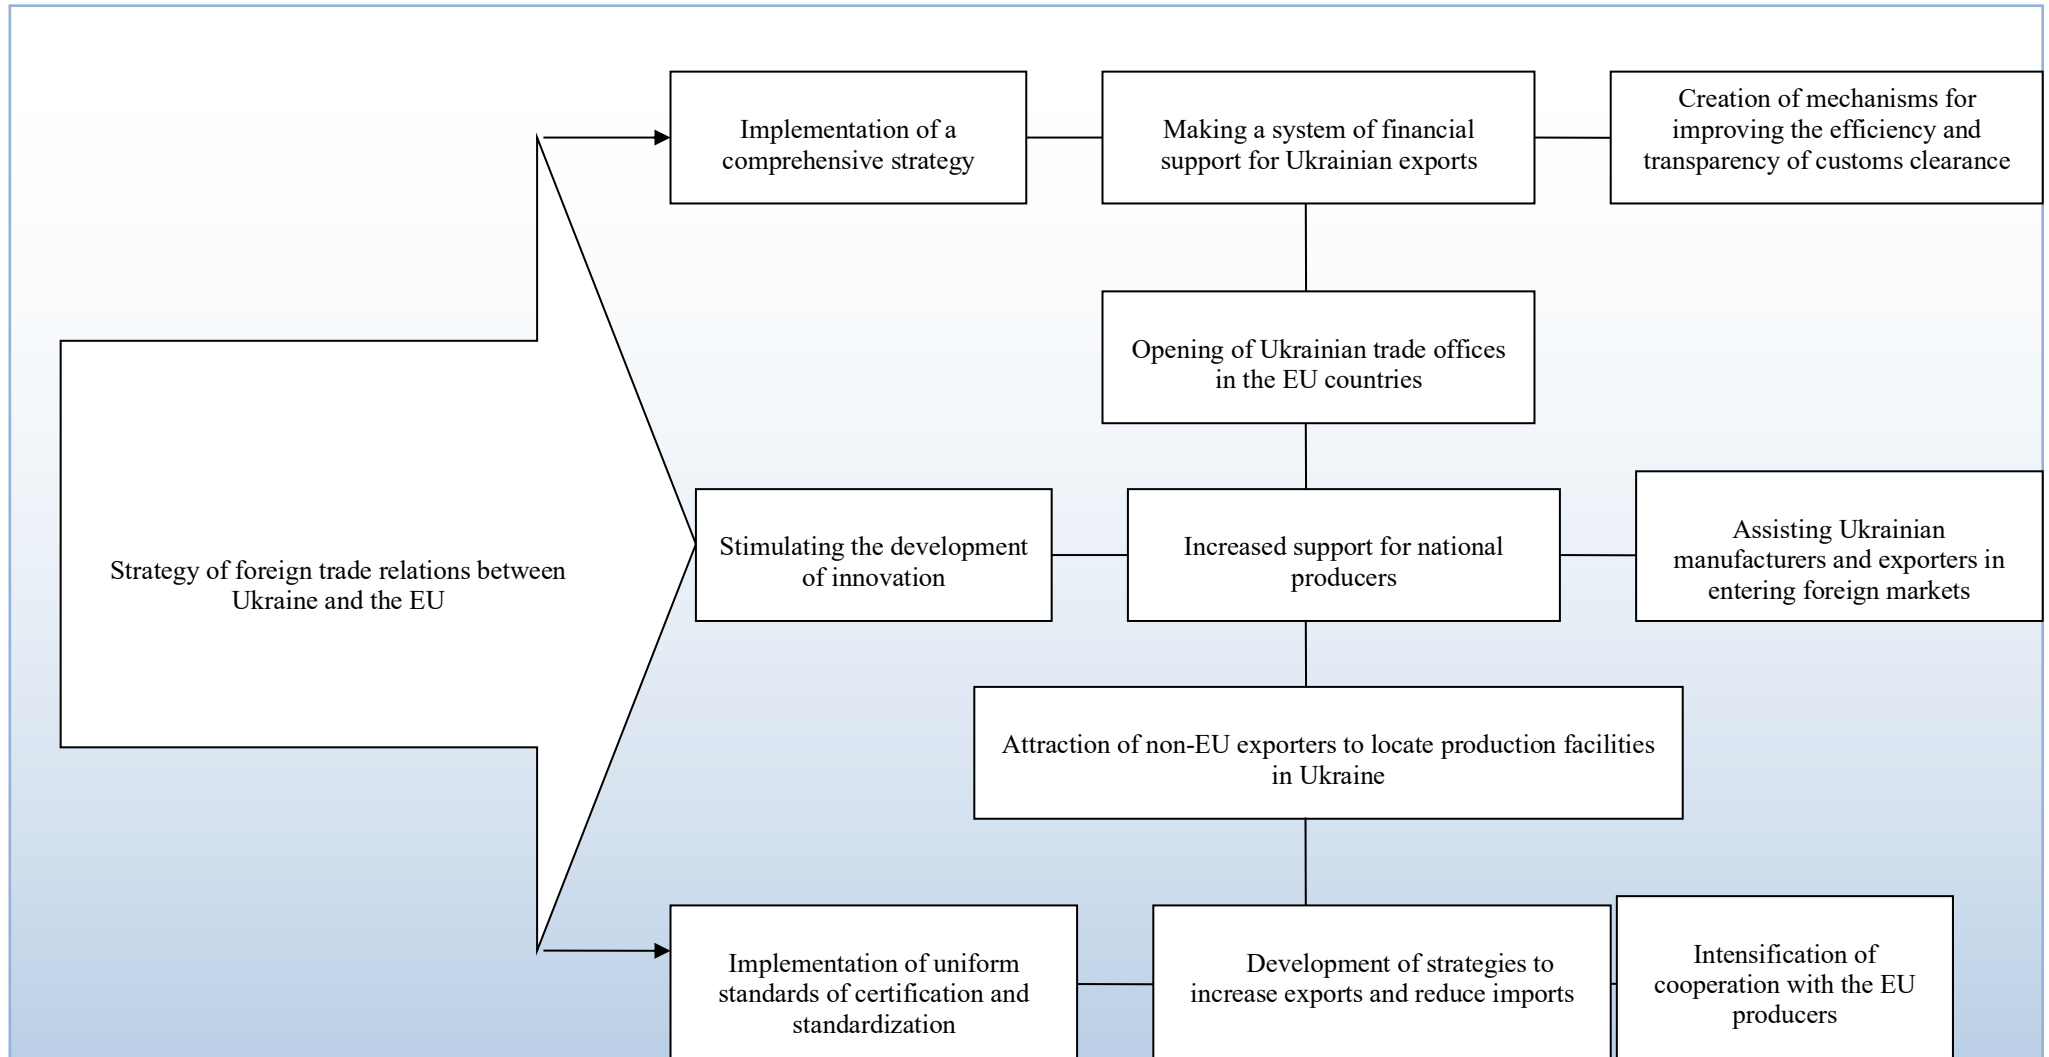 Implementation of a
comprehensive strategy
Making a system of financial
support for Ukrainian exports
Creation of mechanisms for
improving the efficiency and
transparency of customs clearance
Opening of Ukrainian trade offices
in the EU countries
Strategy of foreign trade relations between
Ukraine and the EU
Stimulating the development
of innovation
Increased support for national
producers
Assisting Ukrainian
manufacturers and exporters in
entering foreign markets
Attraction of non-EU exporters to locate production facilities
in Ukraine
Implementation of uniform
standards of certification and
standardization
Development of strategies to
increase exports and reduce imports
Intensification of
cooperation with the EU
producers